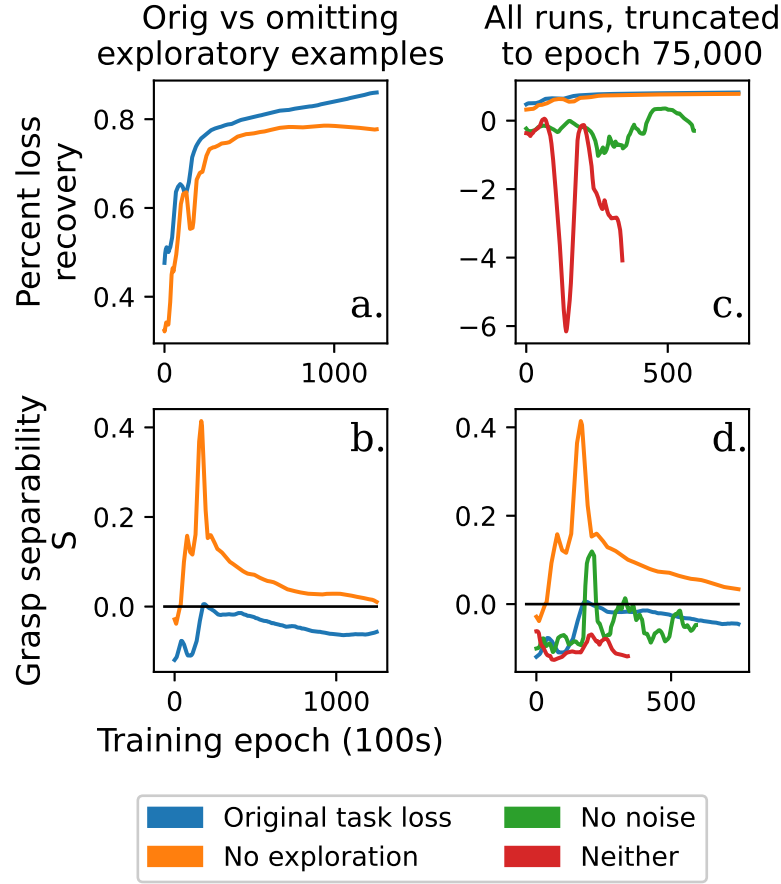 Orig vs omitting
exploratory examples
All runs, truncated
to epoch 75,000
Percent loss
recovery
0.8
0.6
0.4
a.
0
1000
0
−2
−4
−6
c.
0
500
Grasp separability
S
0.4
0.2
0.0
b.
0
1000
0.4
0.2
0.0
d.
0
500
Training epoch (100s)
Original task loss
No exploration
No noise
Neither